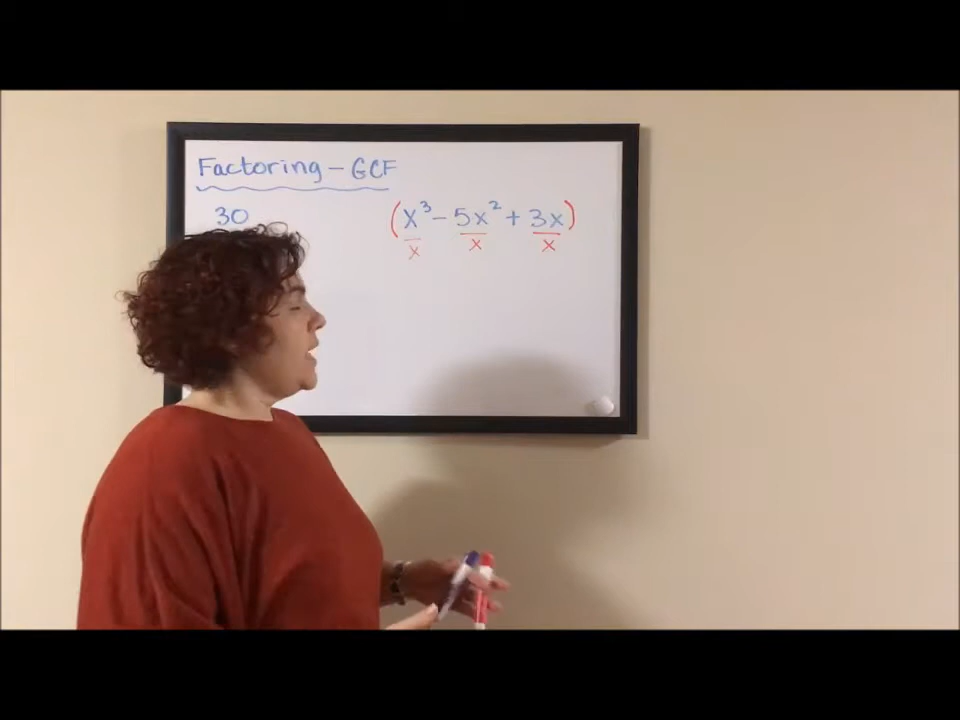 Factoring - GCF
30
(x³ - 5x² + 3x)
x x x